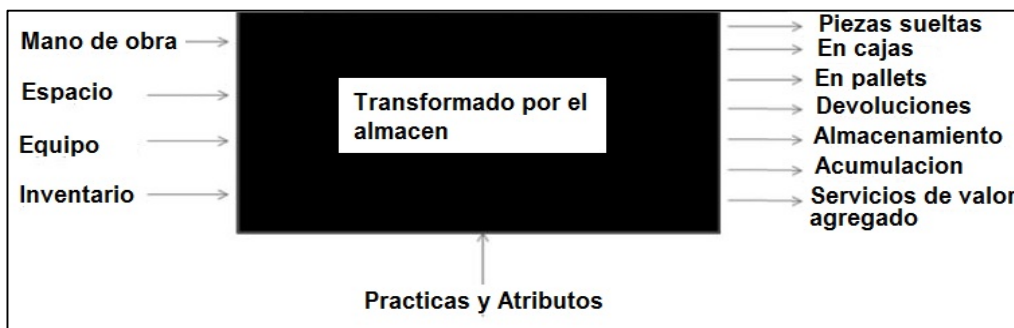 Mano de obra
Espacio
Equipo
Inventario
Transformado por el
almacen
Piezas sueltas
En cajas
En pallets
Devoluciones
Almacenamiento
Acumulacion
Servicios de valor
agregado
Practicas y Atributos